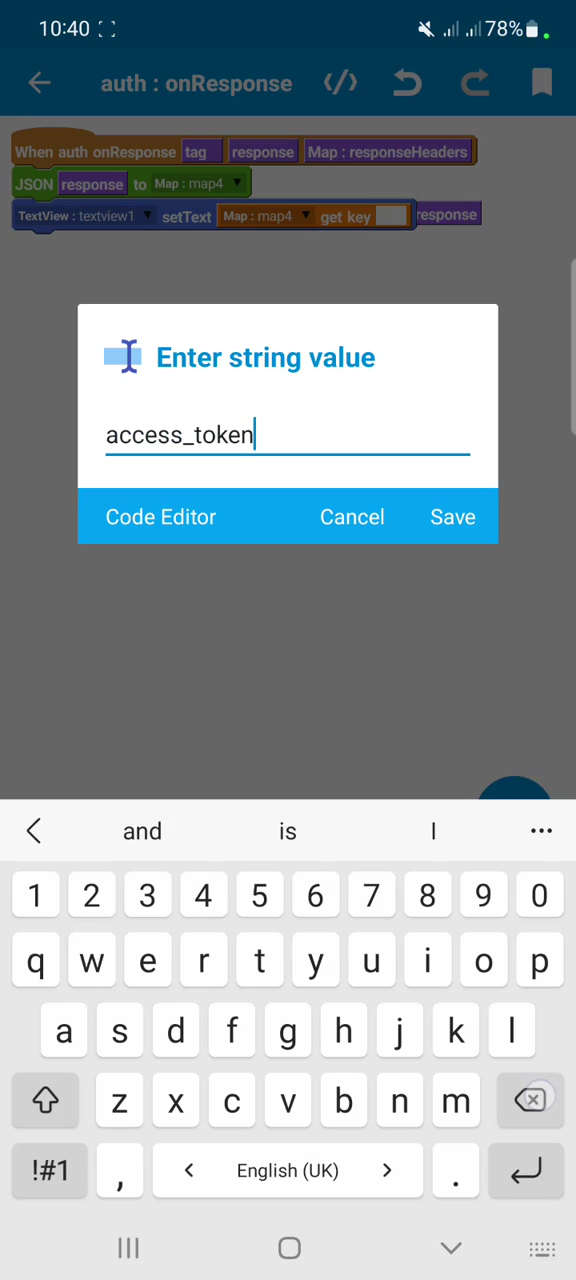 10:40 78%
auth : onResponse
When auth onResponse tag response Map : responseHeaders
JSON response to Map : map4
TextView : textview1 setText Map : map4 get key response
Enter string value
access_token
Code Editor Cancel Save
and is I
1 2 3 4 5 6 7 8 9 0
q w e r t y u i o p
a s d f g h j k l
z x c v b n m
!#1 , < English (UK) > .